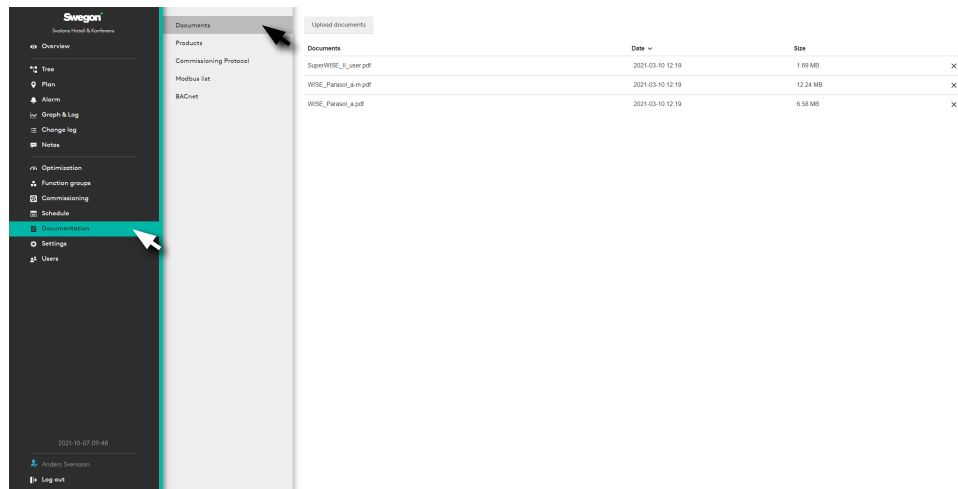 Swegon
Svalans Hotell & Konferens
Overview
Tree
Plan
Alarm
Graph & Log
Change log
Notes
Optimization
Function groups
Commissioning
Schedule
Documentation
Settings
Users
2021-10-07 09:48
Anders Svensson
Log out
Documents
Products
Commissioning Protocol
Modbus list
BACnet
Upload documents
Documents Date Size
SuperWISE_II_user.pdf 2021-03-10 12:19 1.69 MB
WISE_Parasol_a-m.pdf 2021-03-10 12:19 12.24 MB
WISE_Parasol_a.pdf 2021-03-10 12:19 6.58 MB